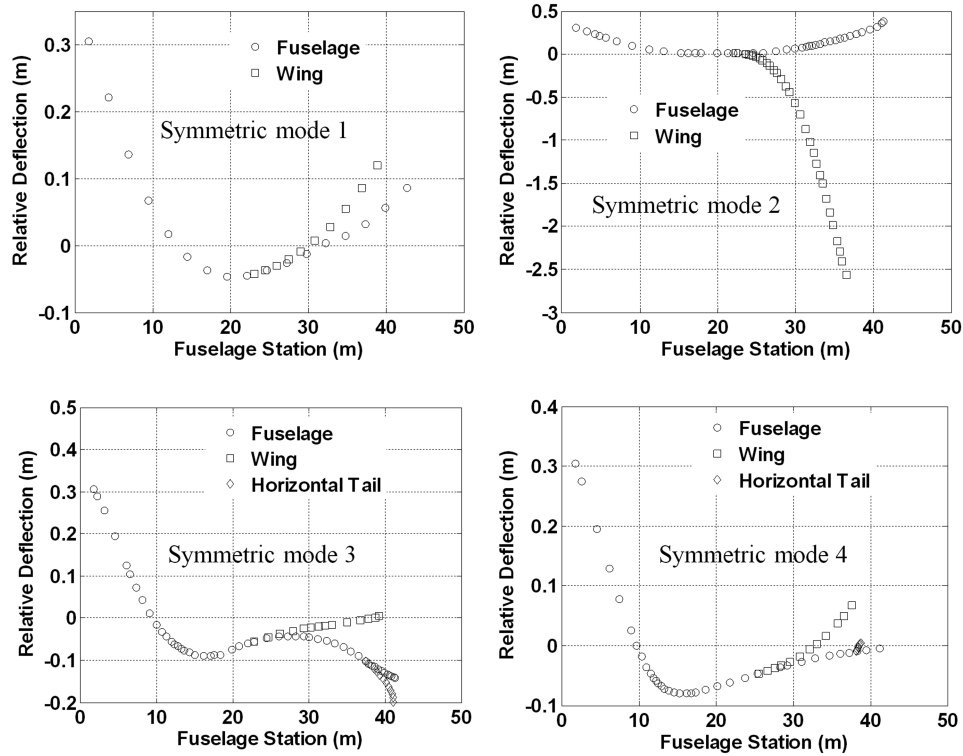 Relative Deflection (m)
0.3
0.2
0.1
0
-0.1
Fuselage
Wing
Symmetric mode 1
0 10 20 30 40 50
Fuselage Station (m)
Relative Deflection (m)
0.5
0
-0.5
-1
-1.5
-2
-2.5
-3
Fuselage
Wing
Symmetric mode 2
0 10 20 30 40 50
Fuselage Station (m)
Relative Deflection (m)
0.5
0.4
0.3
0.2
0.1
0
-0.1
-0.2
Fuselage
Wing
Horizontal Tail
Symmetric mode 3
0 10 20 30 40 50
Fuselage Station (m)
Relative Deflection (m)
0.4
0.3
0.2
0.1
0
-0.1
Fuselage
Wing
Horizontal Tail
Symmetric mode 4
0 10 20 30 40 50
Fuselage Station (m)